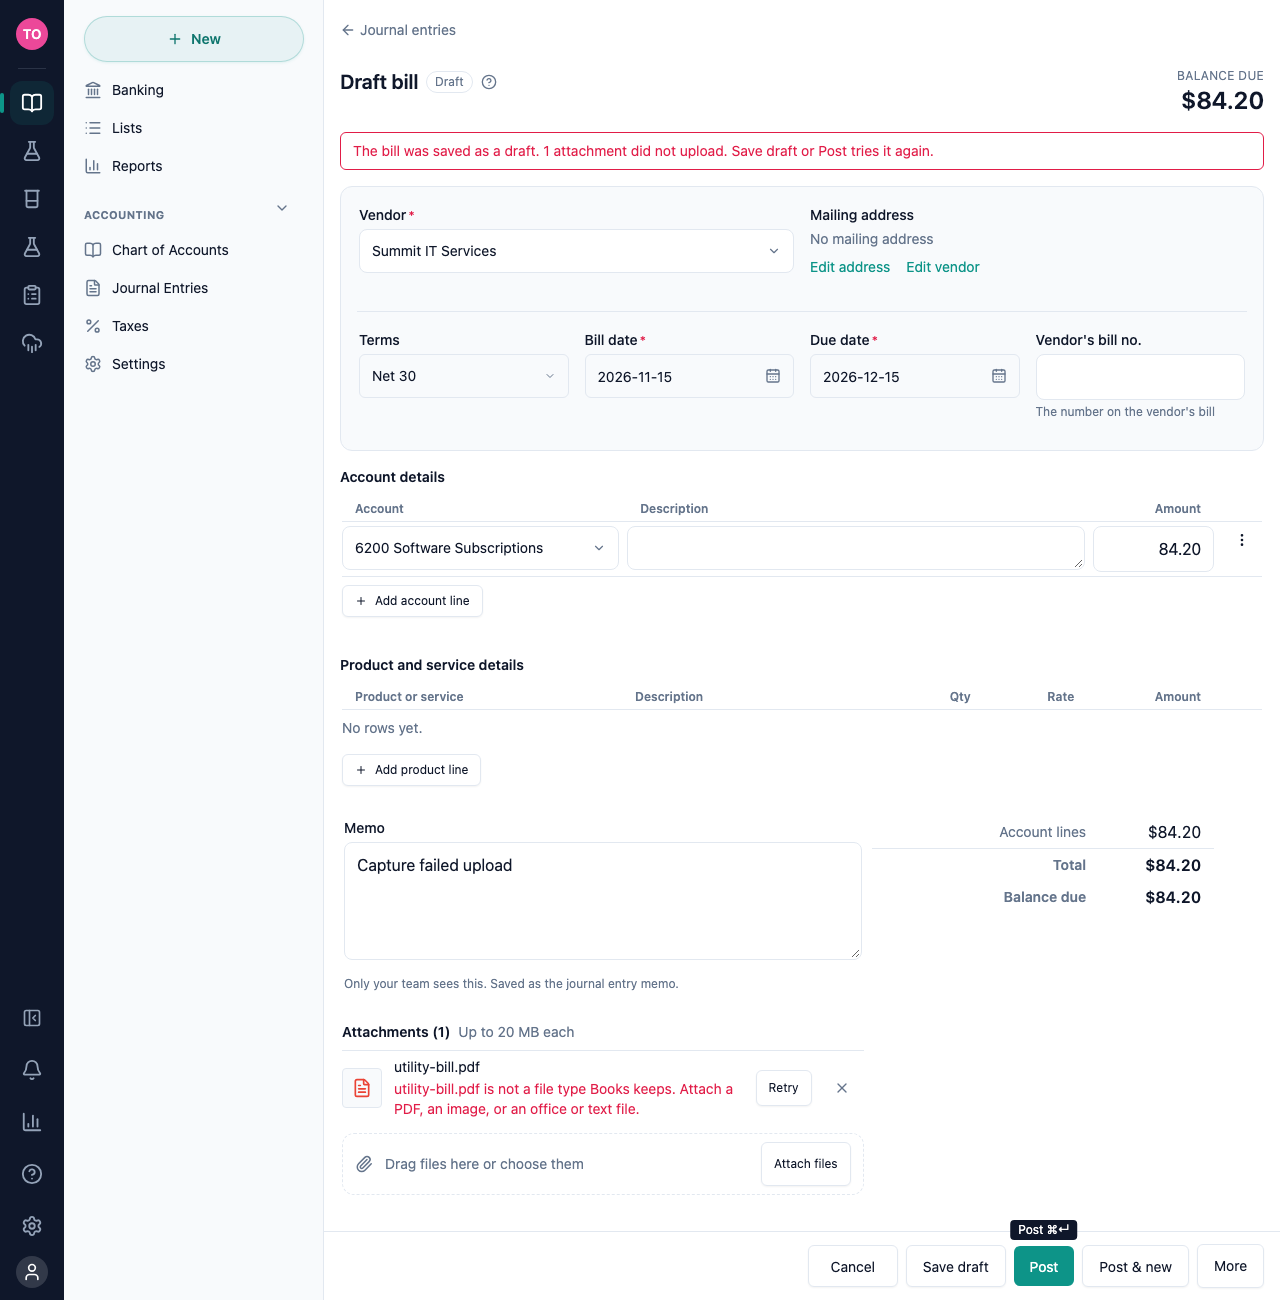 TO
New
Banking
Lists
Reports
ACCOUNTING
Chart of Accounts
Journal Entries
Taxes
Settings
Journal entries
Draft bill
Draft
BALANCE DUE
$84.20
The bill was saved as a draft. 1 attachment did not upload. Save draft or Post tries it again.
Vendor*
Summit IT Services
Mailing address
No mailing address
Edit address Edit vendor
Terms
Net 30
Bill date*
2026-11-15
Due date*
2026-12-15
Vendor's bill no.
The number on the vendor's bill
Account details
Account Description Amount
6200 Software Subscriptions 84.20
Add account line
Product and service details
Product or service Description Qty Rate Amount
No rows yet.
Add product line
Memo
Capture failed upload
Only your team sees this. Saved as the journal entry memo.
Account lines $84.20
Total $84.20
Balance due $84.20
Attachments (1) Up to 20 MB each
utility-bill.pdf
utility-bill.pdf is not a file type Books keeps. Attach a
PDF, an image, or an office or text file.
Retry
Drag files here or choose them
Attach files
Post ⌘↵
Cancel
Save draft
Post
Post & new
More